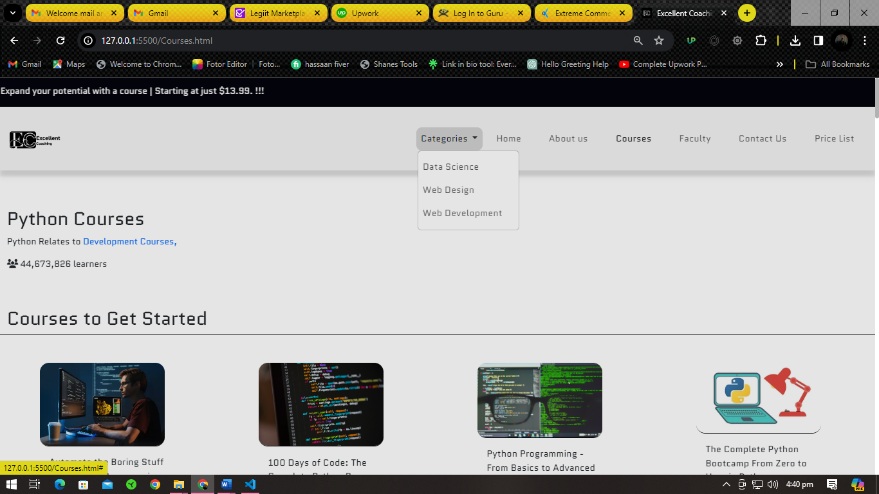 Welcome mail ar
Gmail
Legiit Marketpla
Upwork
Log In to Guru -
Extreme Comme
Excellent Coachi
127.0.0.1:5500/Courses.html
Gmail
Maps
Welcome to Chrom...
Fotor Editor | Foto...
hassaan fiver
Shanes Tools
Link in bio tool: Ever...
Hello Greeting Help
Complete Upwork P...
All Bookmarks
Expand your potential with a course | Starting at just $13.99. !!!
EC Excellent
Coaching
Categories
Home
About us
Courses
Faculty
Contact Us
Price List
Data Science
Web Design
Web Development
Python Courses
Python Relates to Development Courses,
44,673,826 learners
Courses to Get Started
Automate the Boring Stuff
100 Days of Code: The
Python Programming -
From Basics to Advanced
The Complete Python
Bootcamp From Zero to
127.0.0.1:5500/Courses.html#
4:40 pm